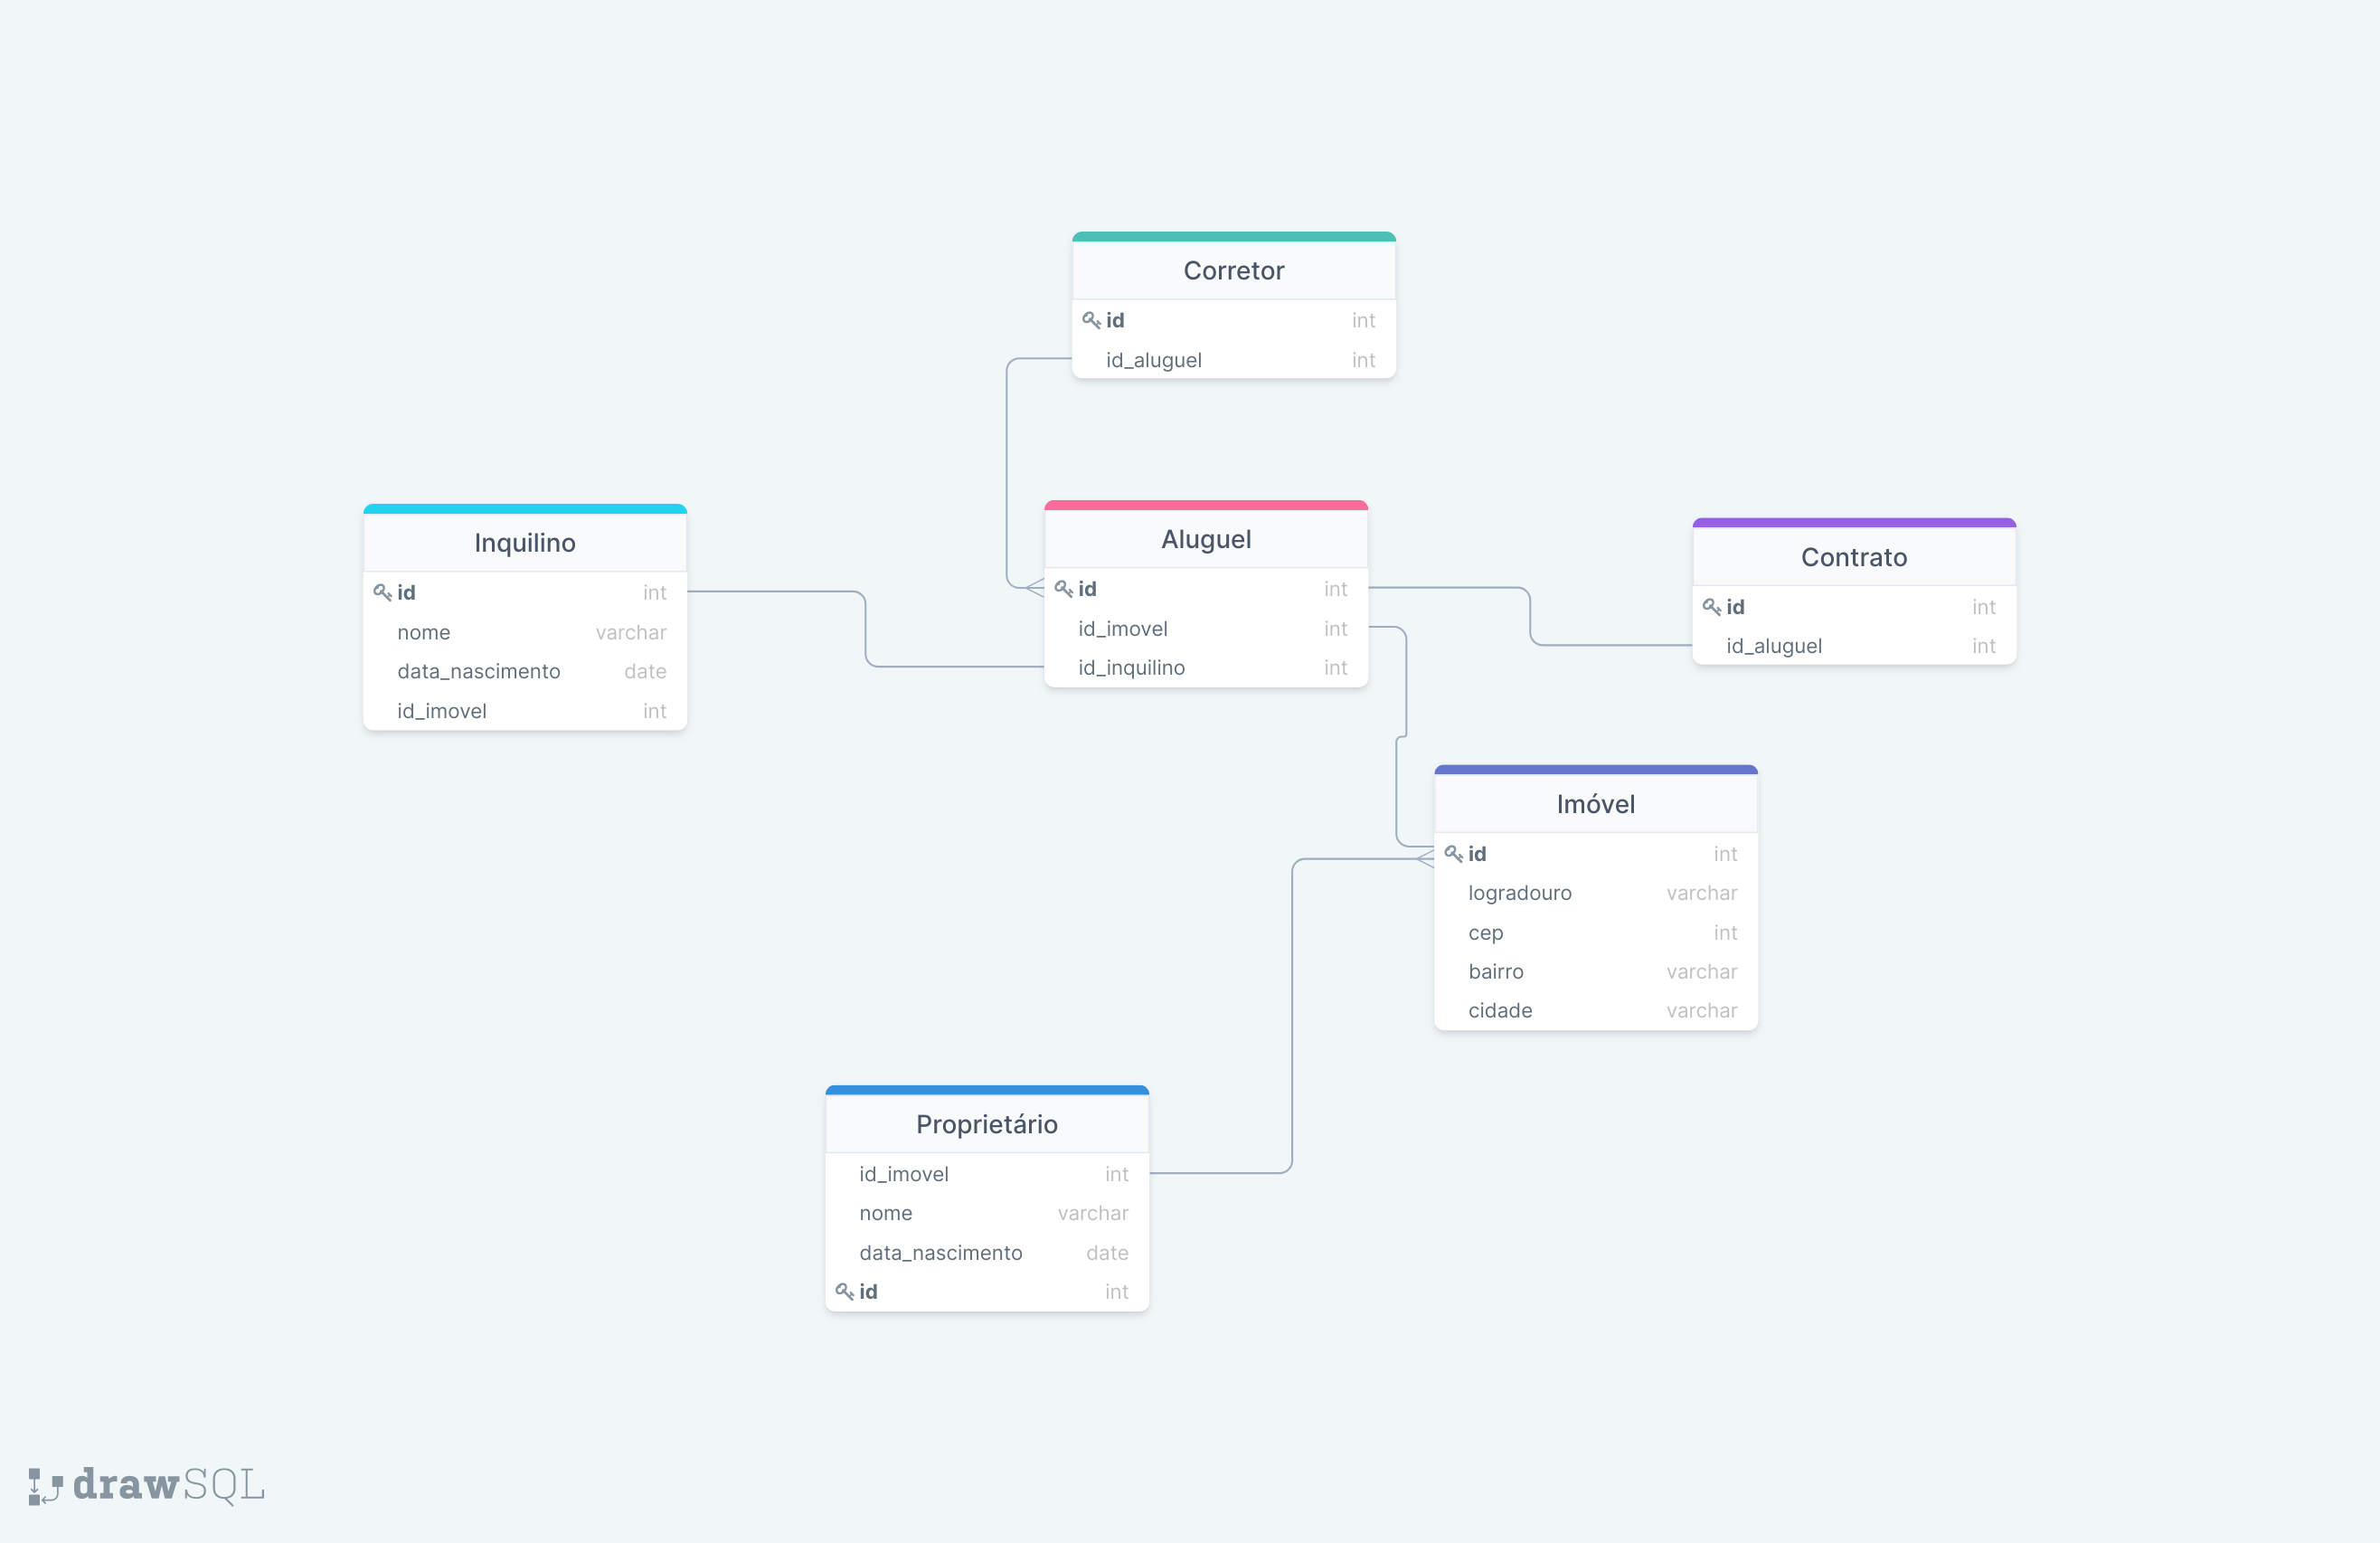 Corretor
id int
id_aluguel int
Inquilino
id int
nome varchar
data_nascimento date
id_imovel int
Aluguel
id int
id_imovel int
id_inquilino int
Contrato
id int
id_aluguel int
Imóvel
id int
logradouro varchar
cep int
bairro varchar
cidade varchar
Proprietário
id_imovel int
nome varchar
data_nascimento date
id int
drawSQL